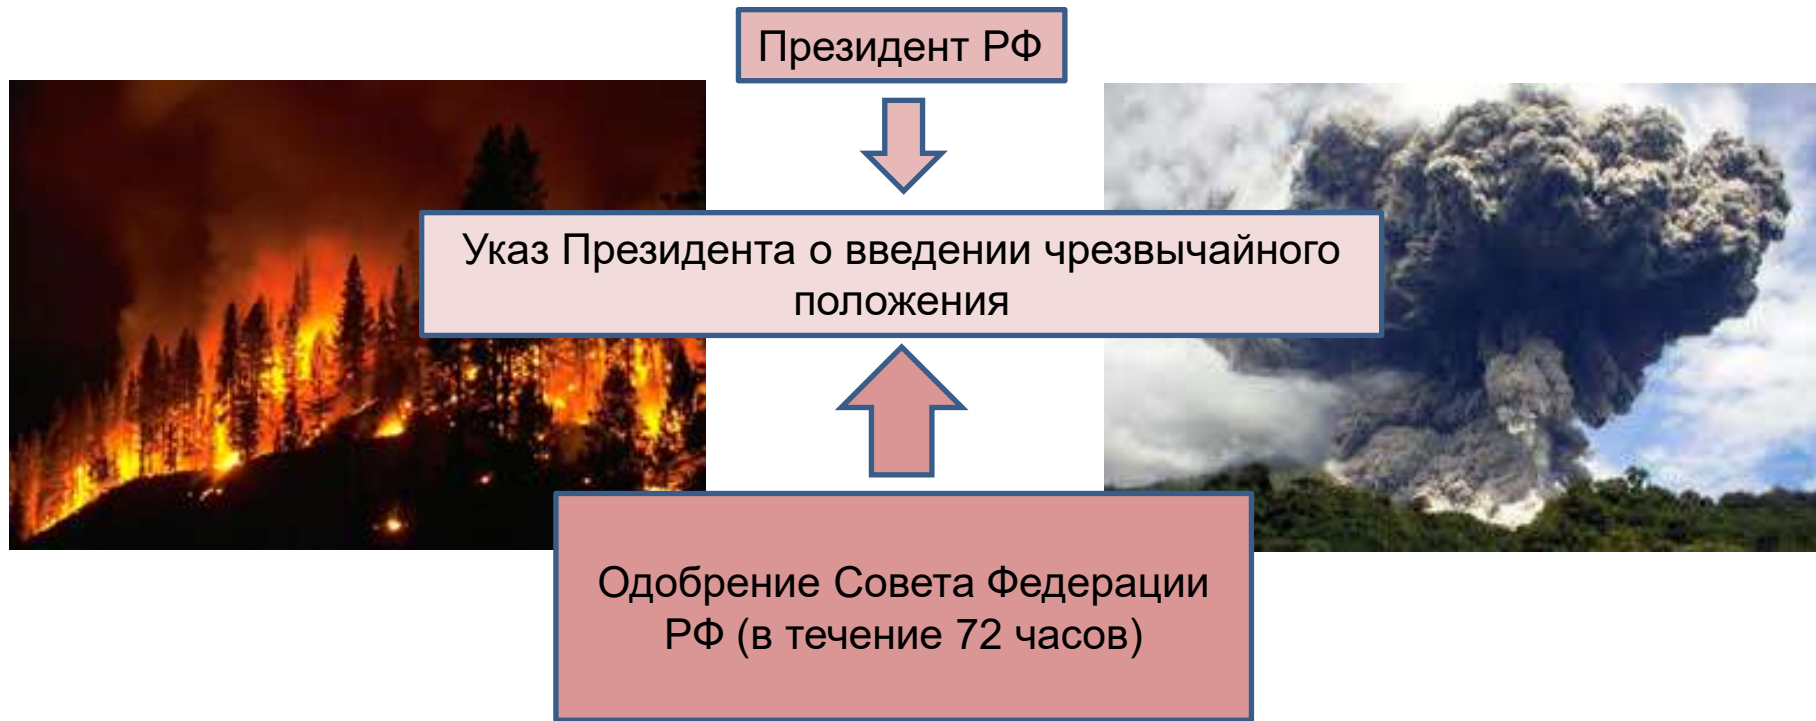 Президент РФ
Указ Президента о введении чрезвычайного
положения
Одобрение Совета Федерации
РФ (в течение 72 часов)